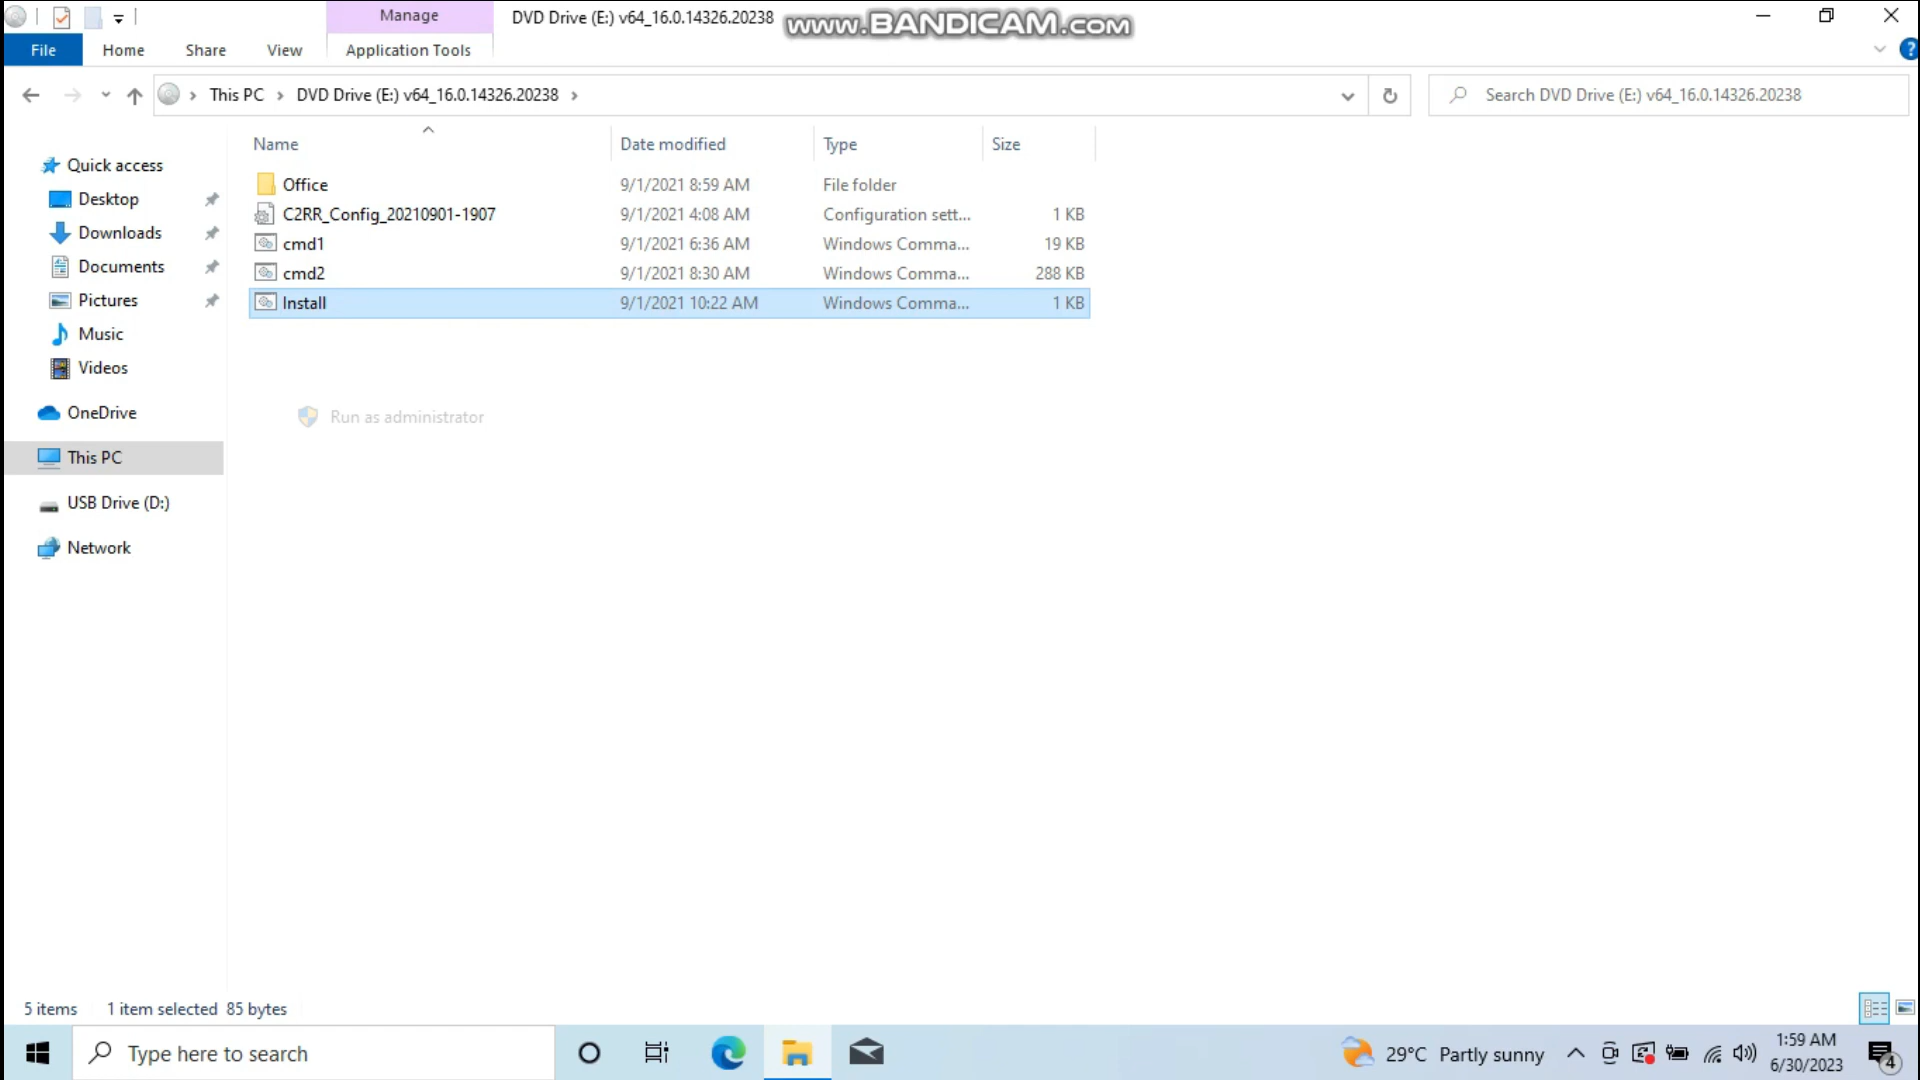 Manage
DVD Drive (E:) v64_16.0.14326.20238
www.BANDICAM.com
File
Home
Share
View
Application Tools
?
This PC
DVD Drive (E:) v64_16.0.14326.20238
Search DVD Drive (E:) v64_16.0.14326.20238
Name
Date modified
Type
Size
Quick access
Desktop
Downloads
Documents
Pictures
Music
Videos
OneDrive
This PC
USB Drive (D:)
Network
Office 9/1/2021 8:59 AM File folder
C2RR_Config_20210901-1907 9/1/2021 4:08 AM Configuration sett... 1 KB
cmd1 9/1/2021 6:36 AM Windows Comma... 19 KB
cmd2 9/1/2021 8:30 AM Windows Comma... 288 KB
Install 9/1/2021 10:22 AM Windows Comma... 1 KB
Run as administrator
5 items 1 item selected 85 bytes
Type here to search
29°C Partly sunny
1:59 AM
6/30/2023
4